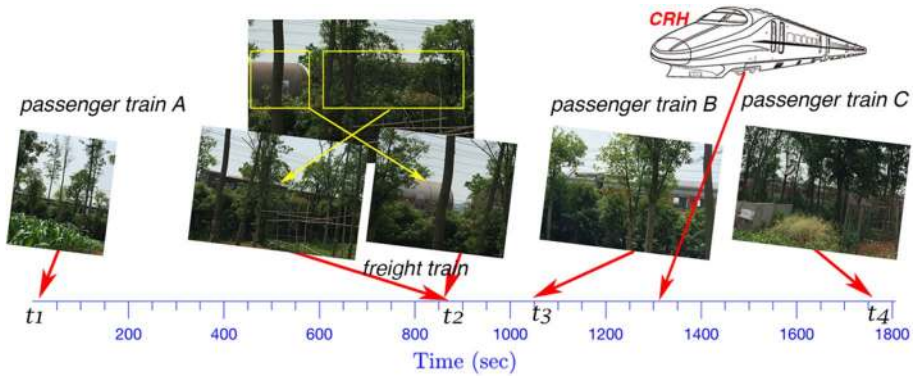 CRH
passenger train A
passenger train B
passenger train C
freight train
t1
t2
t3
t4
200
400
600
800
1000
1200
1400
1600
1800
Time (sec)